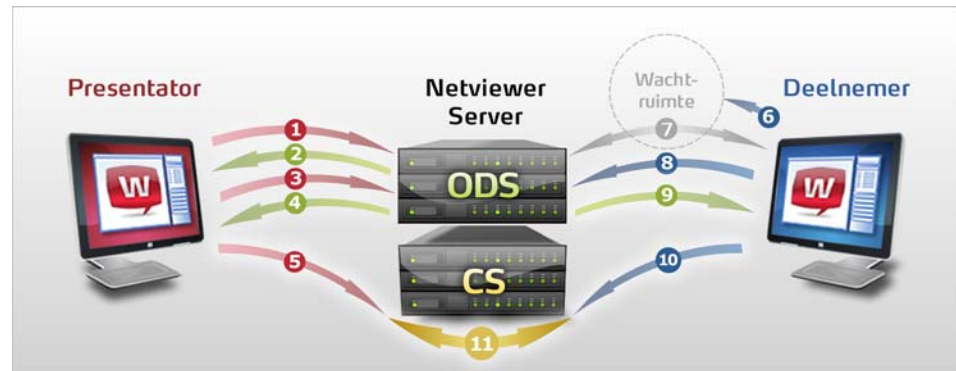 Presentator
Netviewer
Server
Wacht-
ruimte
Deelnemer
1
2
3
4
5
6
7
8
9
10
11
ODS
CS
W
W